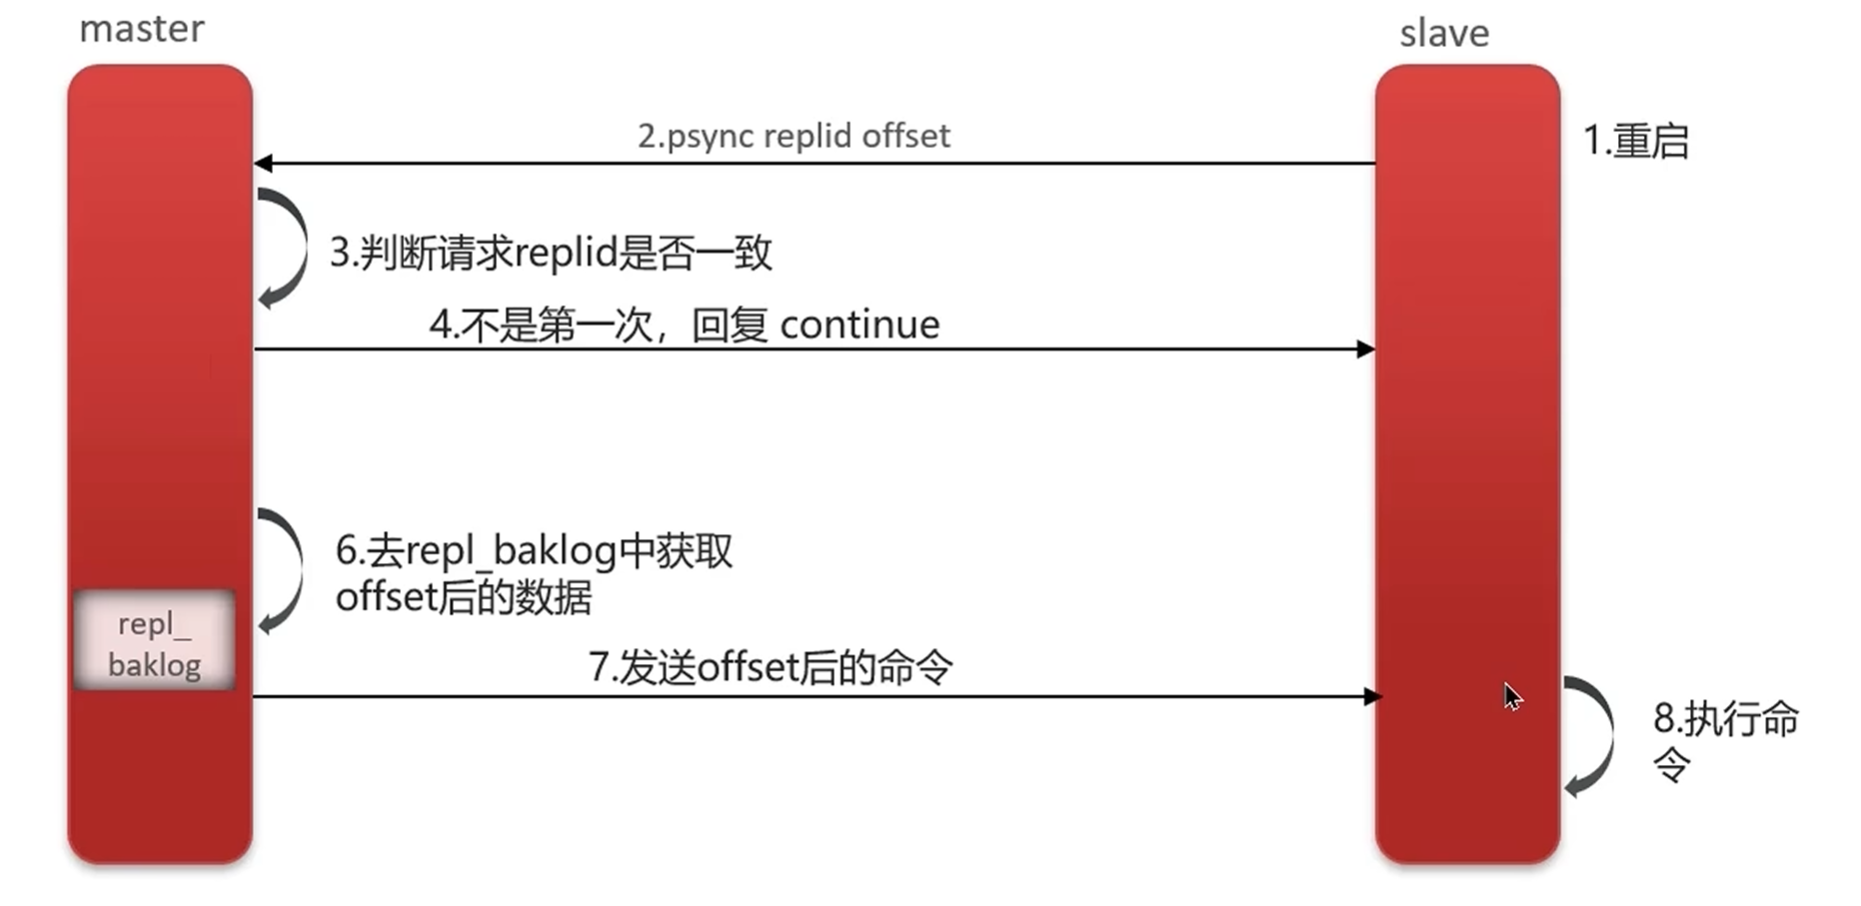 master
slave
2.psync replid offset
1.重启
3.判断请求replid是否一致
4.不是第一次，回复 continue
6.去repl_baklog中获取
offset后的数据
repl_
baklog
7.发送offset后的命令
8.执行命
令